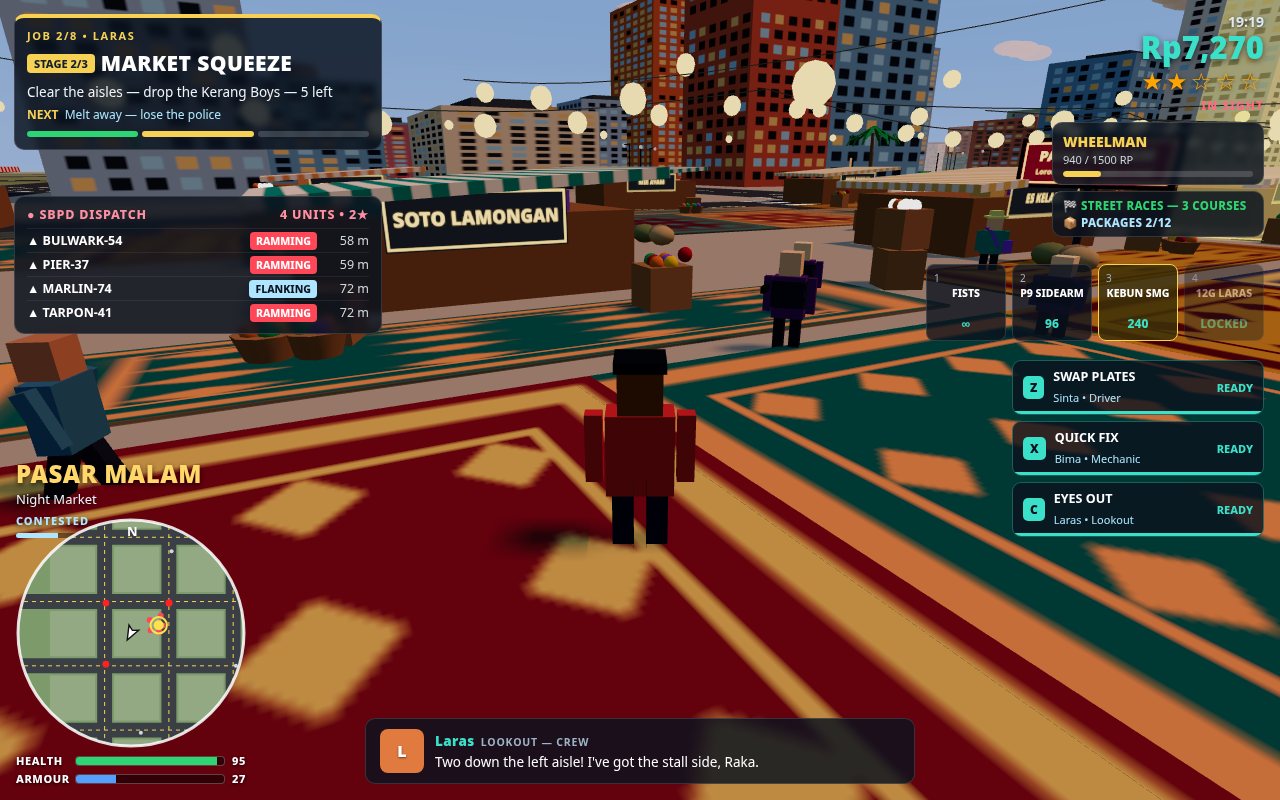 JOB 2/8 • LARAS
STAGE 2/3 MARKET SQUEEZE
Clear the aisles — drop the Kerang Boys — 5 left
NEXT Melt away — lose the police
● SBPD DISPATCH 4 UNITS • 2★
▲ BULWARK-54 RAMMING 58 m
▲ PIER-37 RAMMING 59 m
▲ MARLIN-74 FLANKING 72 m
▲ TARPON-41 RAMMING 72 m
SOTO LAMONGAN
19:19
Rp7,270
★★☆☆☆☆
IN SIGHT
WHEELMAN
940 / 1500 RP
STREET RACES — 3 COURSES
PACKAGES 2/12
1 FISTS ∞
2 P9 SIDEARM 96
3 KEBUN SMG 240
4 12G LARAS LOCKED
Z SWAP PLATES READY
Sinta • Driver
X QUICK FIX READY
Bima • Mechanic
C EYES OUT READY
Laras • Lookout
PASAR MALAM
Night Market
CONTESTED
N
HEALTH 95
ARMOUR 27
L
Laras LOOKOUT — CREW
Two down the left aisle! I've got the stall side, Raka.